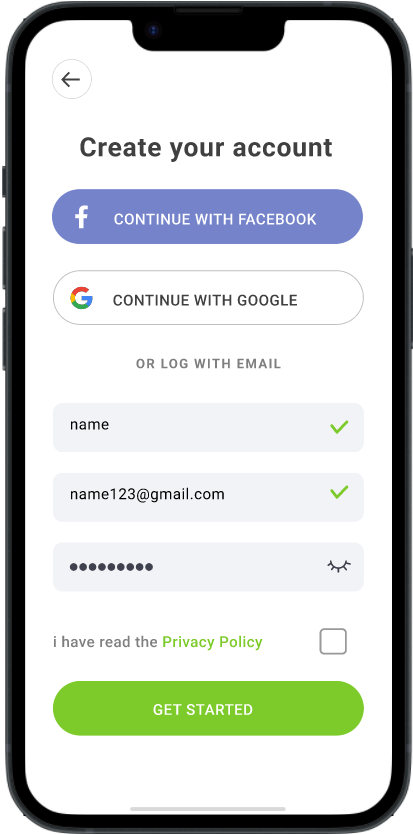 Create your account
CONTINUE WITH FACEBOOK
CONTINUE WITH GOOGLE
OR LOG WITH EMAIL
name
name123@gmail.com
•••••••••
i have read the Privacy Policy
GET STARTED